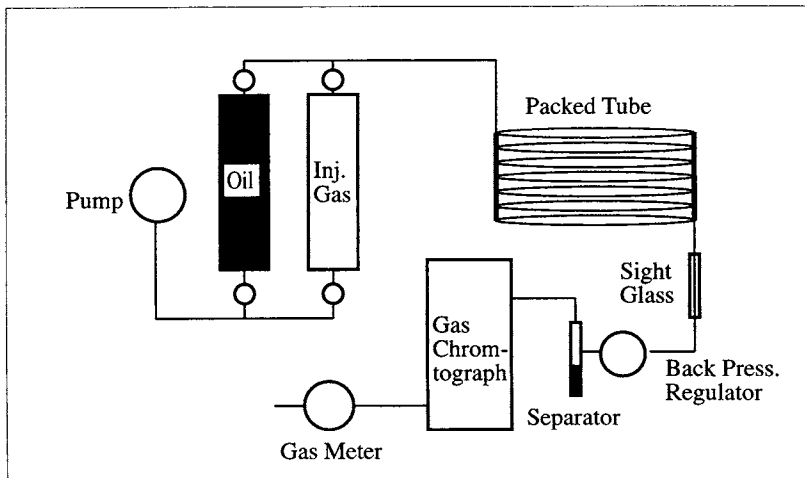 Packed Tube
Oil
Inj.
Gas
Pump
Sight
Glass
Gas
Chrom-
tograph
Back Press.
Regulator
Separator
Gas Meter